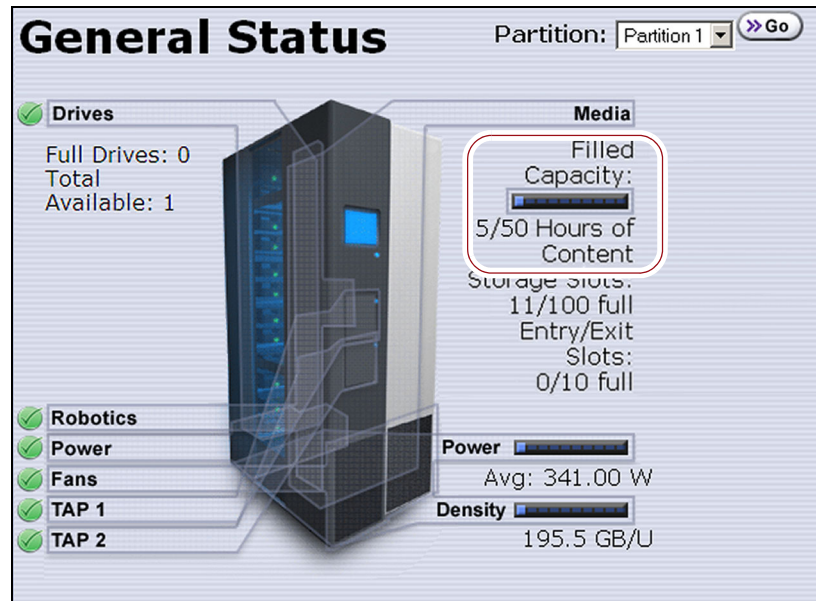 General Status
Partition: Partition 1 Go
Drives
Full Drives: 0
Total
Available: 1
Media
Filled
Capacity:
5/50 Hours of
Content
Storage Slots:
11/100 full
Entry/Exit
Slots:
0/10 full
Robotics
Power
Fans
TAP 1
TAP 2
Power
Avg: 341.00 W
Density
195.5 GB/U